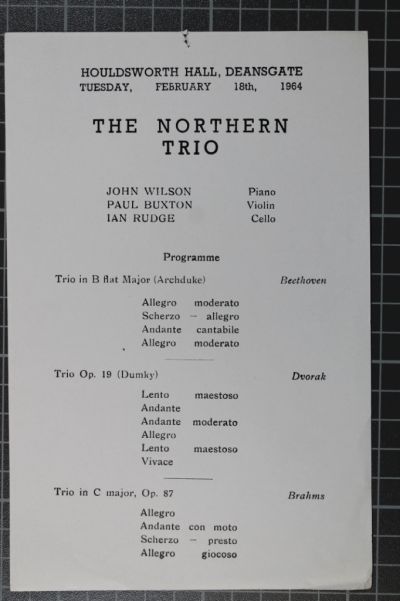 HOULDSWORTH HALL, DEANSGATE
TUESDAY, FEBRUARY 18th, 1964
THE NORTHERN
TRIO
JOHN WILSON Piano
PAUL BUXTON Violin
IAN RUDGE Cello
Programme
Trio in B flat Major (Archduke) Beethoven
Allegro moderato
Scherzo — allegro
Andante cantabile
Allegro moderato
Trio Op. 19 (Dumky) Dvorak
Lento maestoso
Andante
Andante moderato
Allegro
Lento maestoso
Vivace
Trio in C major, Op. 87 Brahms
Allegro
Andante con moto
Scherzo — presto
Allegro giocoso